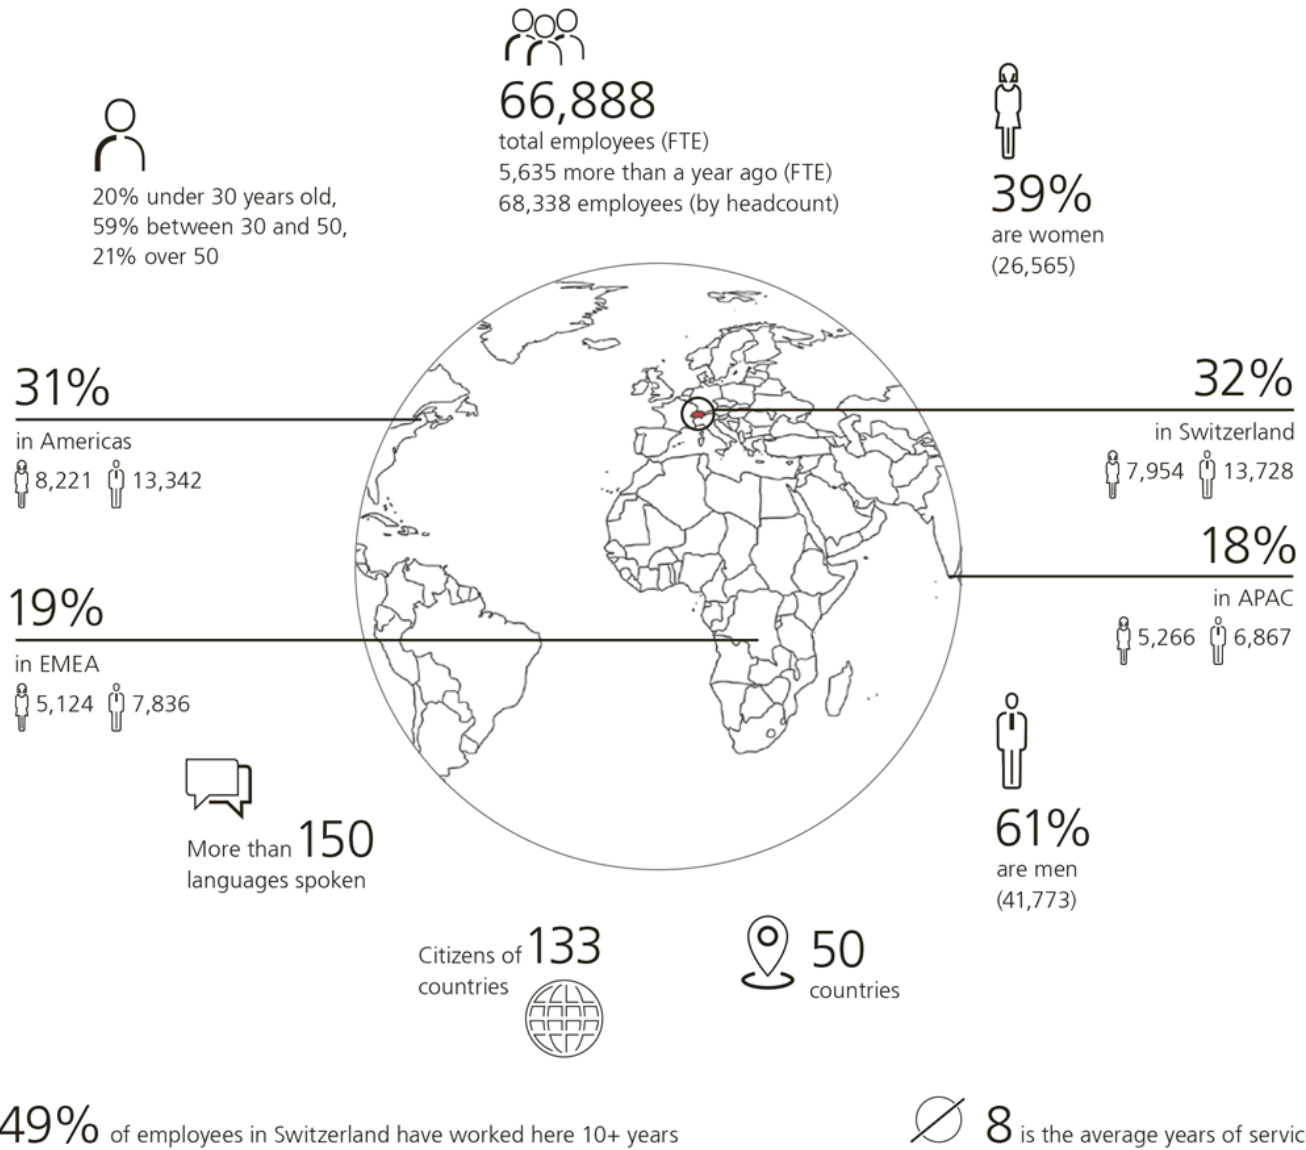 66,888
total employees (FTE)
5,635 more than a year ago (FTE)
68,338 employees (by headcount)
20% under 30 years old,
59% between 30 and 50,
21% over 50
39%
are women
(26,565)
31%
in Americas
8,221 13,342
32%
in Switzerland
7,954 13,728
18%
in APAC
5,266 6,867
19%
in EMEA
5,124 7,836
61%
are men
(41,773)
More than 150
languages spoken
Citizens of 133
countries
50
countries
49% of employees in Switzerland have worked here 10+ years
8 is the average years of servic